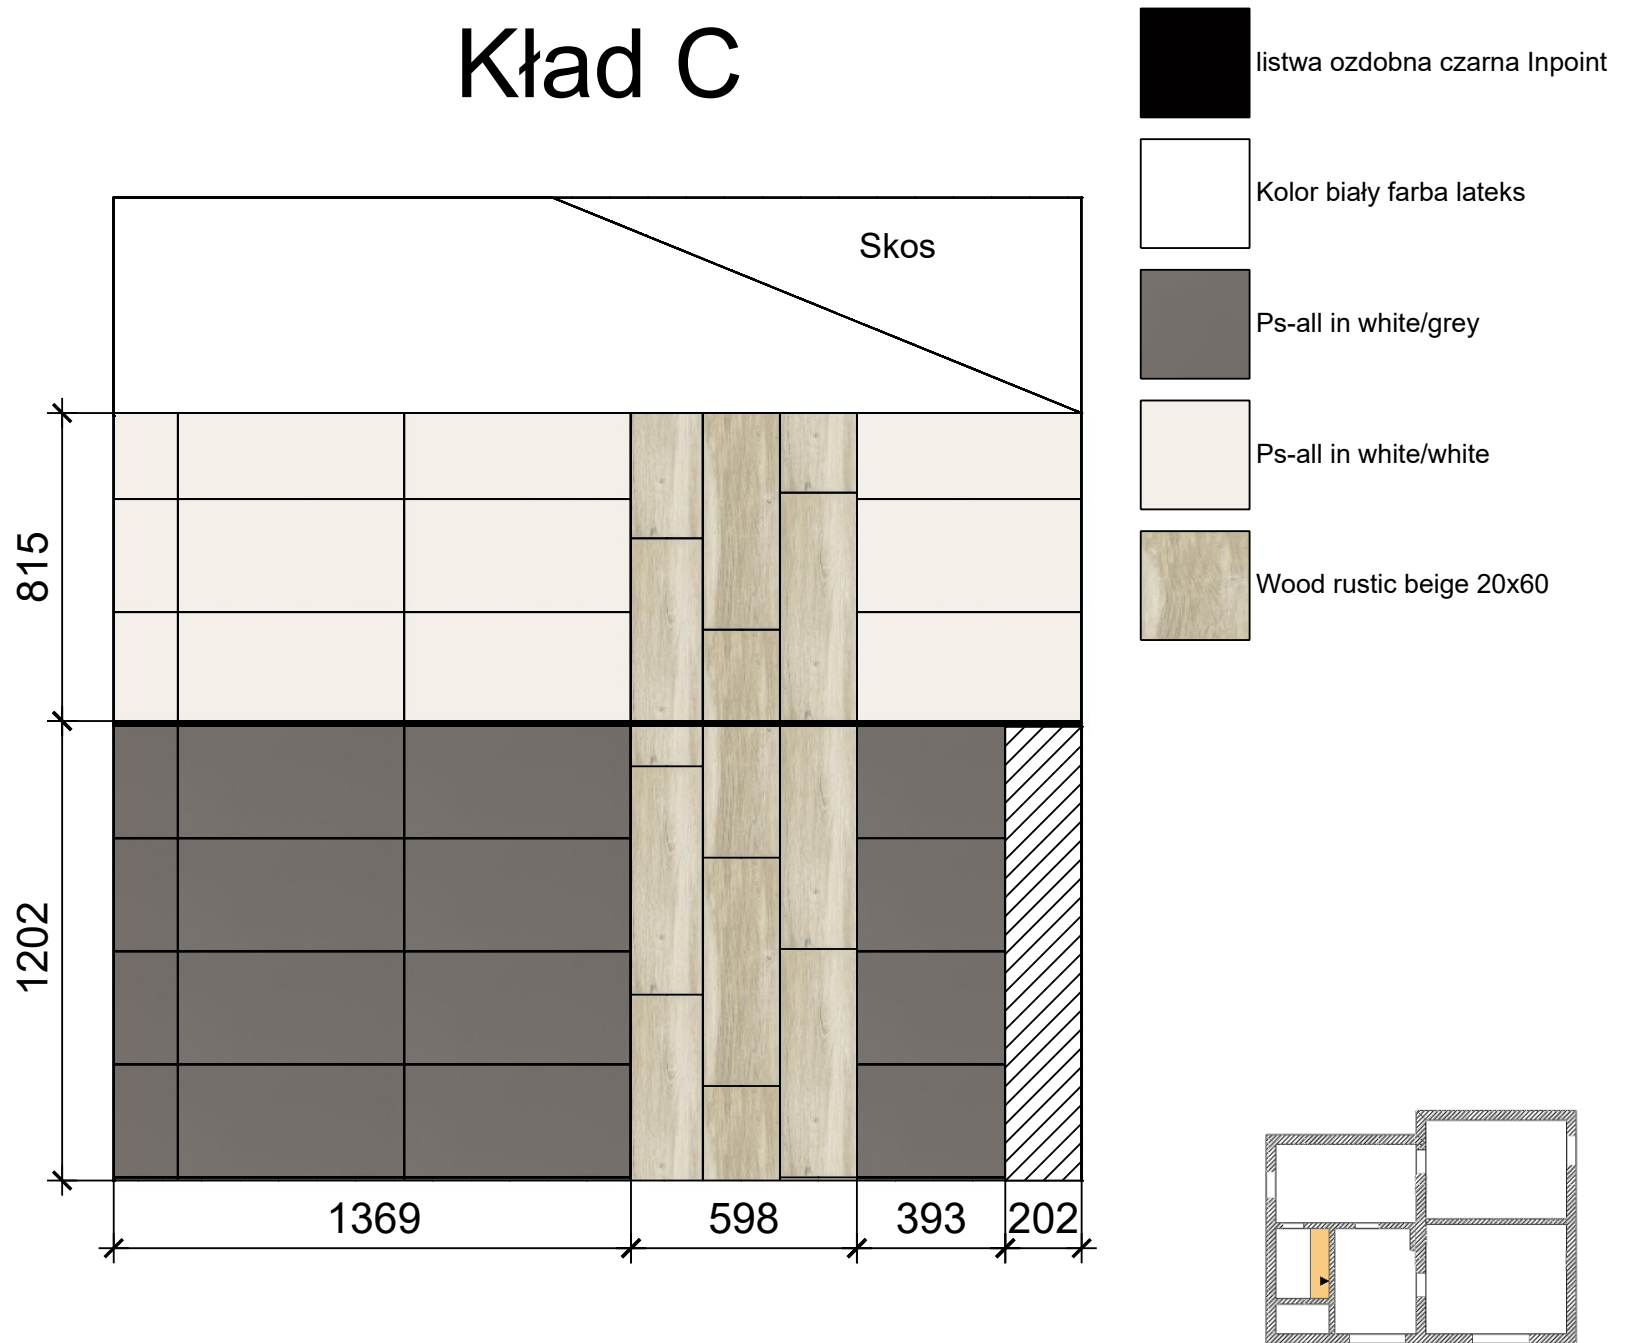 Kład C
listwa ozdobna czarna Inpoint
Kolor biały farba lateks
Ps-all in white/grey
Ps-all in white/white
Wood rustic beige 20x60
Skos
815
1202
1369
598
393
202